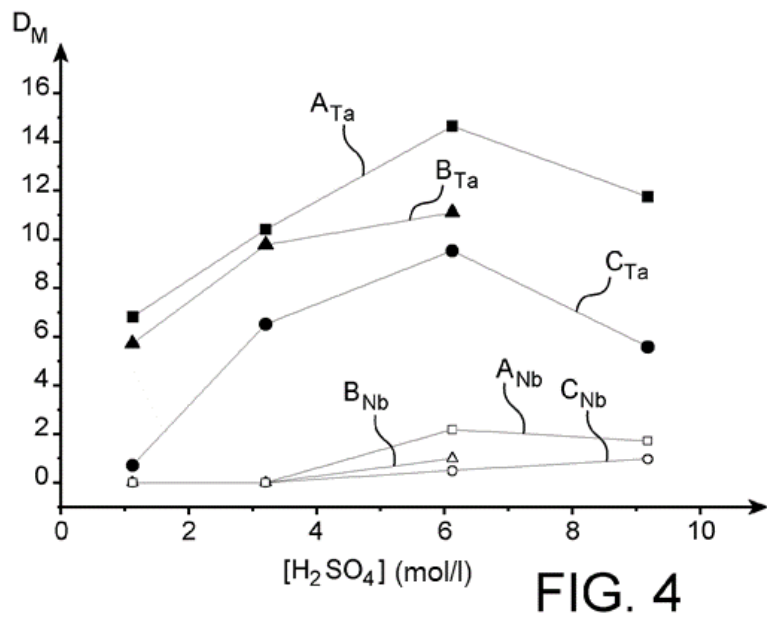 D_M
16
14
12
10
8
6
4
2
0
A_Ta
B_Ta
C_Ta
B_Nb
A_Nb
C_Nb
0 2 4 6 8 10
[H₂SO₄] (mol/l)
FIG. 4